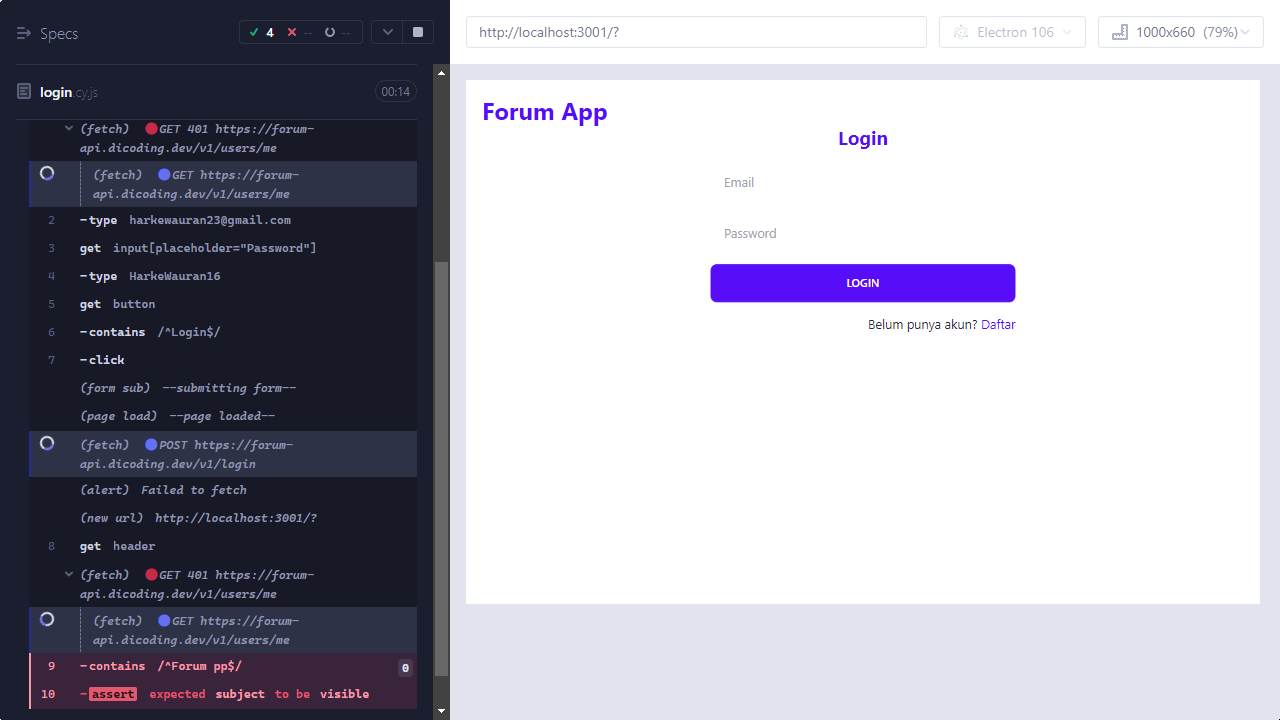 Specs
4 -- --
http://localhost:3001/?
Electron 106
1000x660 (79%)
login.cy.js
00:14
(fetch) GET 401 https://forum-
api.dicoding.dev/v1/users/me
(fetch) GET https://forum-
api.dicoding.dev/v1/users/me
2 -type harkewauran23@gmail.com
3 get input[placeholder="Password"]
4 -type HarkeWauran16
5 get button
6 -contains /^Login$/
7 -click
(form sub) --submitting form--
(page load) --page loaded--
(fetch) POST https://forum-
api.dicoding.dev/v1/login
(alert) Failed to fetch
(new url) http://localhost:3001/?
8 get header
(fetch) GET 401 https://forum-
api.dicoding.dev/v1/users/me
(fetch) GET https://forum-
api.dicoding.dev/v1/users/me
9 -contains /^Forum pp$/ 0
10 -assert expected subject to be visible
Forum App
Login
Email
Password
LOGIN
Belum punya akun? Daftar